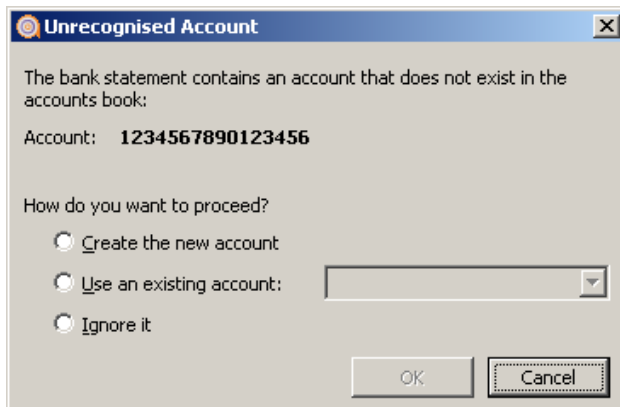 Unrecognised Account
The bank statement contains an account that does not exist in the
accounts book:
Account: 1234567890123456
How do you want to proceed?
Create the new account
Use an existing account:
Ignore it
OK Cancel